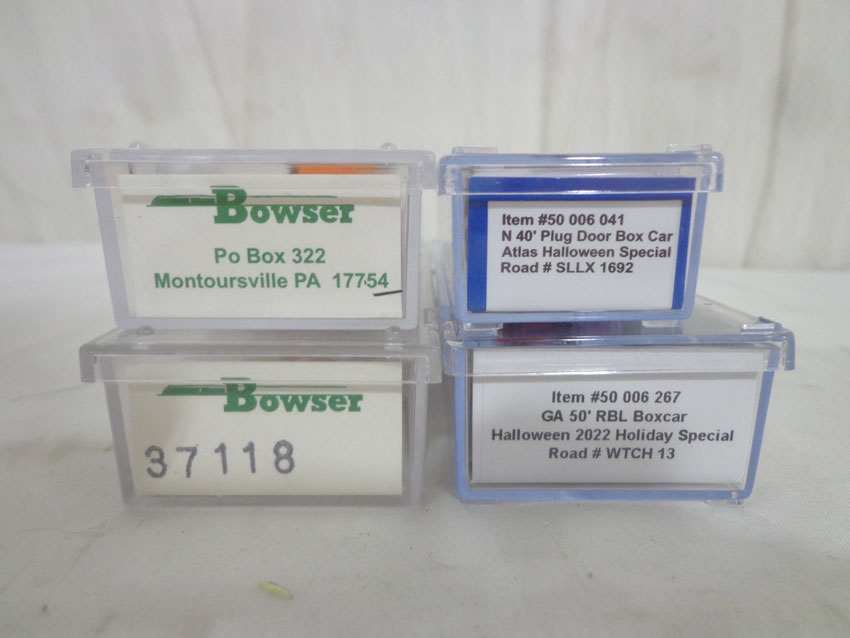 Bowser
Po Box 322
Montoursville PA 17754
Item #50 006 041
N 40' Plug Door Box Car
Atlas Halloween Special
Road # SLLX 1692
Bowser
37118
Item #50 006 267
GA 50' RBL Boxcar
Halloween 2022 Holiday Special
Road # WTCH 13